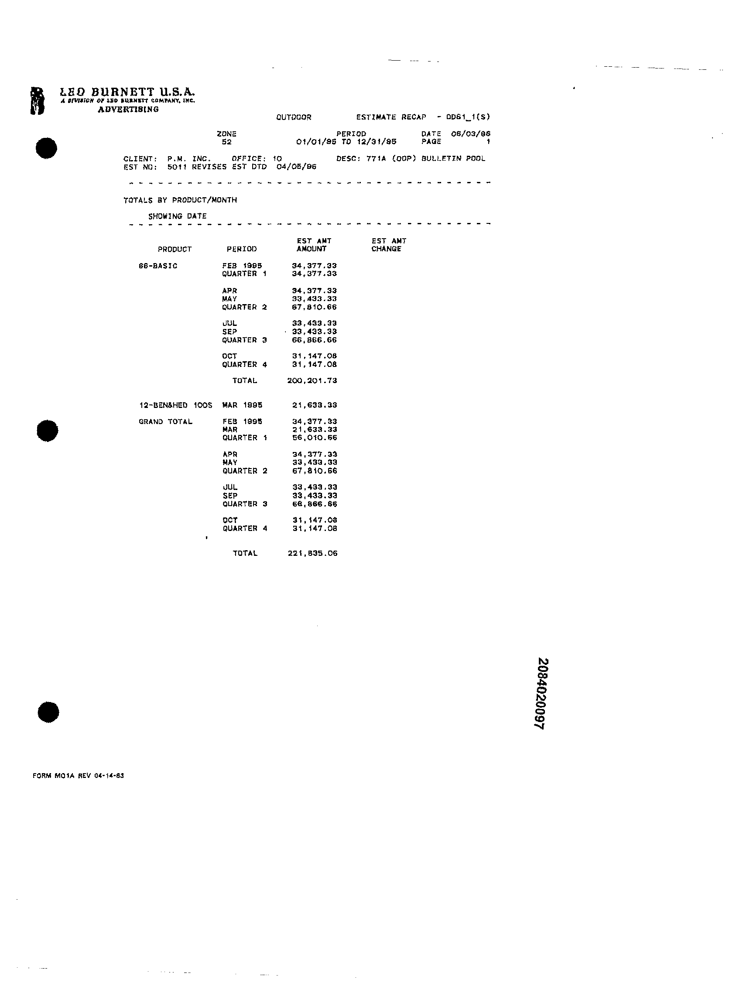 LEO BURNETT U.S.A.
A DIVISION OF LEO BURNETT COMPANY, INC.
ADVERTISING
OUTDOOR ESTIMATE RECAP - OD61_1(S)
ZONE PERIOD DATE 06/03/96
52 01/01/95 TO 12/31/95 PAGE 1
CLIENT: P.M. INC. OFFICE: 10 DESC: 771A (OOP) BULLETIN POOL
EST NO: 5011 REVISES EST DTD 04/05/96
TOTALS BY PRODUCT/MONTH
SHOWING DATE
EST AMT EST AMT
PRODUCT PERIOD AMOUNT CHANGE
66-BASIC FEB 1995 34,377.33
QUARTER 1 34,377.33
APR 34,377.33
MAY 33,433.33
QUARTER 2 67,810.66
JUL 33,433.33
SEP 33,433.33
QUARTER 3 66,866.66
OCT 31,147.08
QUARTER 4 31,147.08
TOTAL 200,201.73
12-BEN&HED 100S MAR 1995 21,633.33
GRAND TOTAL FEB 1995 34,377.33
MAR 21,633.33
QUARTER 1 56,010.66
APR 34,377.33
MAY 33,433.33
QUARTER 2 67,810.66
JUL 33,433.33
SEP 33,433.33
QUARTER 3 66,866.66
OCT 31,147.08
QUARTER 4 31,147.08
TOTAL 221,835.06
2084020097
FORM MO1A REV 04-14-83